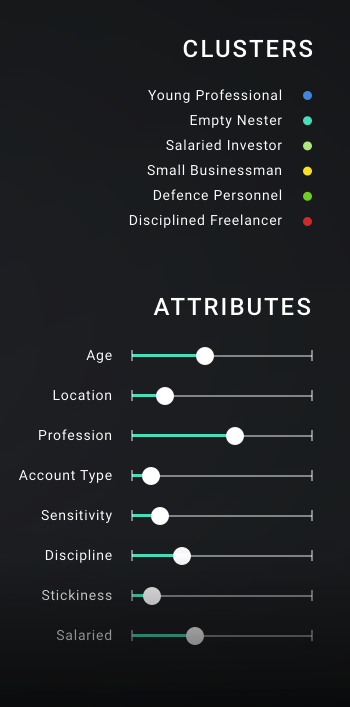 CLUSTERS
Young Professional
Empty Nester
Salaried Investor
Small Businessman
Defence Personnel
Disciplined Freelancer
ATTRIBUTES
Age
Location
Profession
Account Type
Sensitivity
Discipline
Stickiness
Salaried